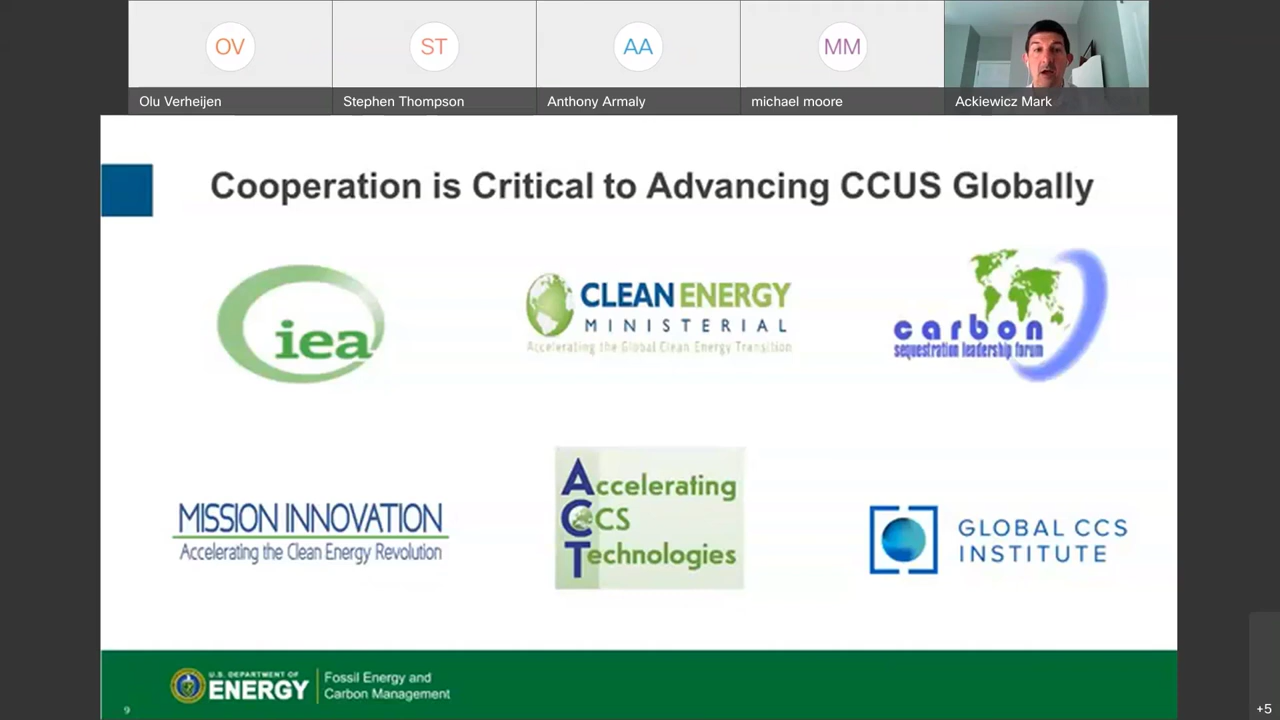 OV
ST
AA
MM
Olu Verheijen
Stephen Thompson
Anthony Armaly
michael moore
Ackiewicz Mark
Cooperation is Critical to Advancing CCUS Globally
iea
CLEAN ENERGY
MINISTERIAL
Accelerating the Global Clean Energy Transition
carbon
sequestration leadership forum
MISSION INNOVATION
Accelerating the Clean Energy Revolution
Accelerating
CCS
Technologies
GLOBAL CCS
INSTITUTE
U.S. DEPARTMENT OF
ENERGY
Fossil Energy and
Carbon Management
9
+5